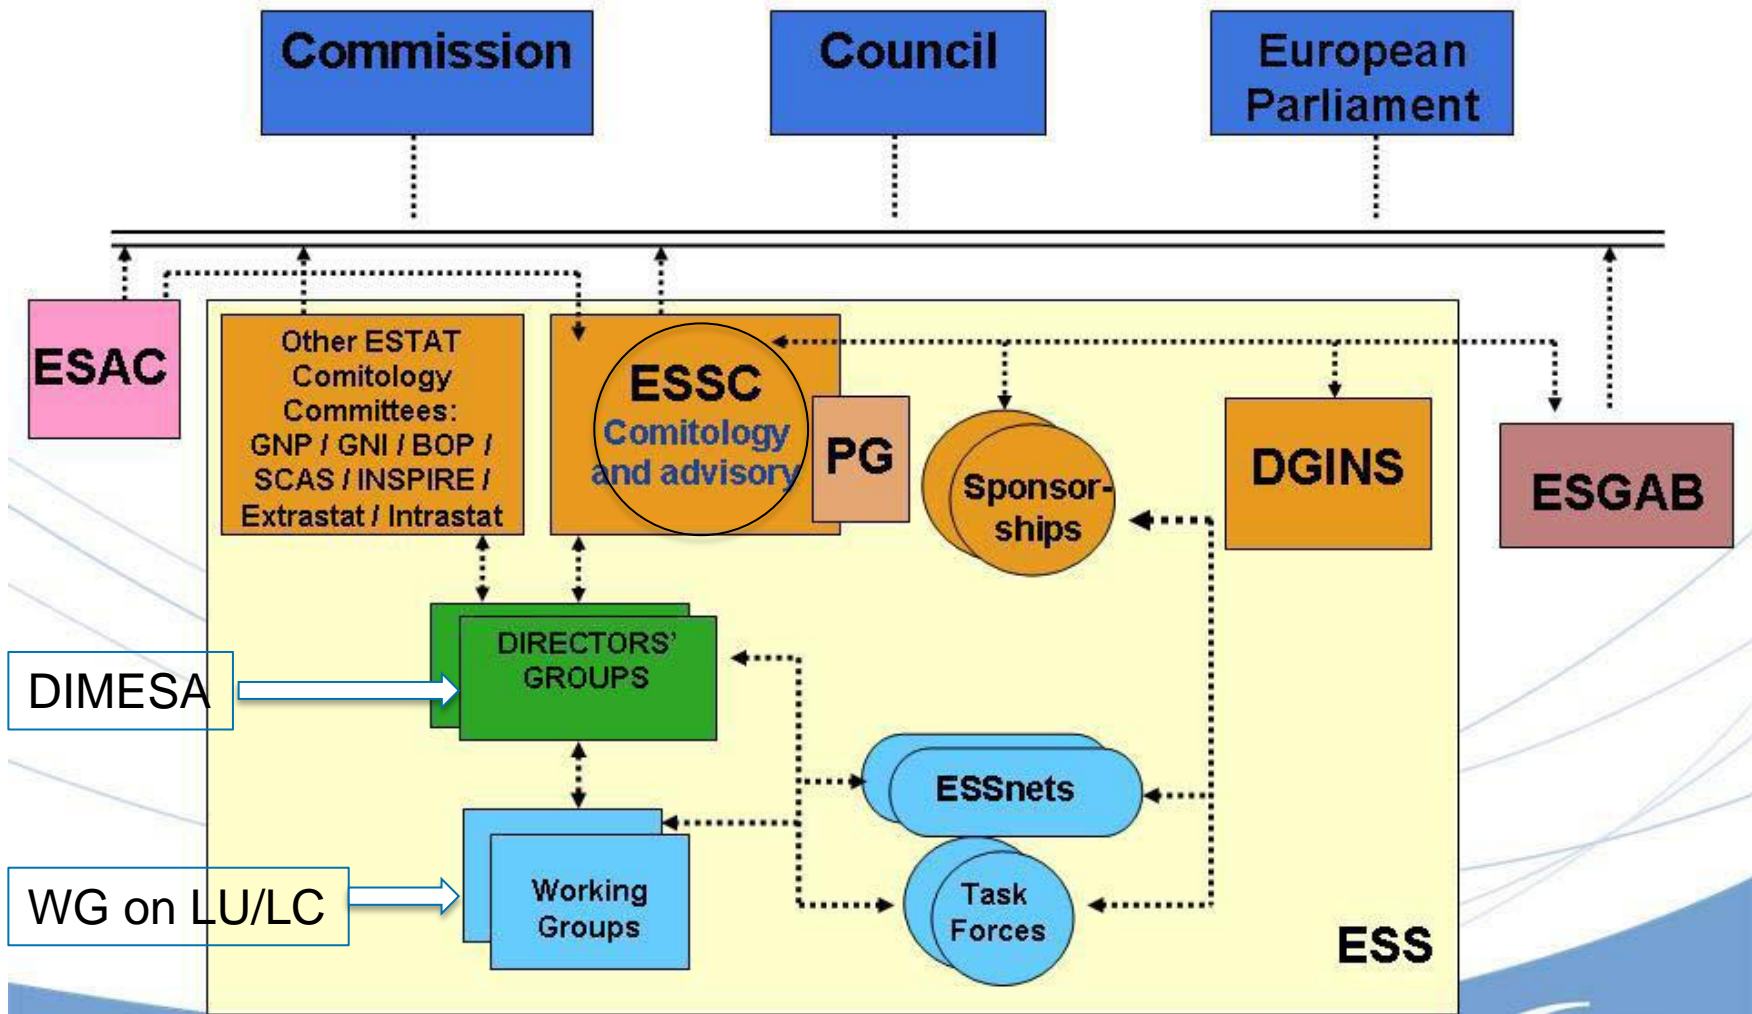 Commission
Council
European
Parliament
ESAC
Other ESTAT
Comitology
Committees:
GNP / GNI / BOP /
SCAS / INSPIRE /
Extrastat / Intrastat
ESSC
Comitology
and advisory
PG
Sponsor-
ships
DGINS
ESGAB
DIRECTORS'
GROUPS
DIMESA
ESSnets
WG on LU/LC
Working
Groups
Task
Forces
ESS